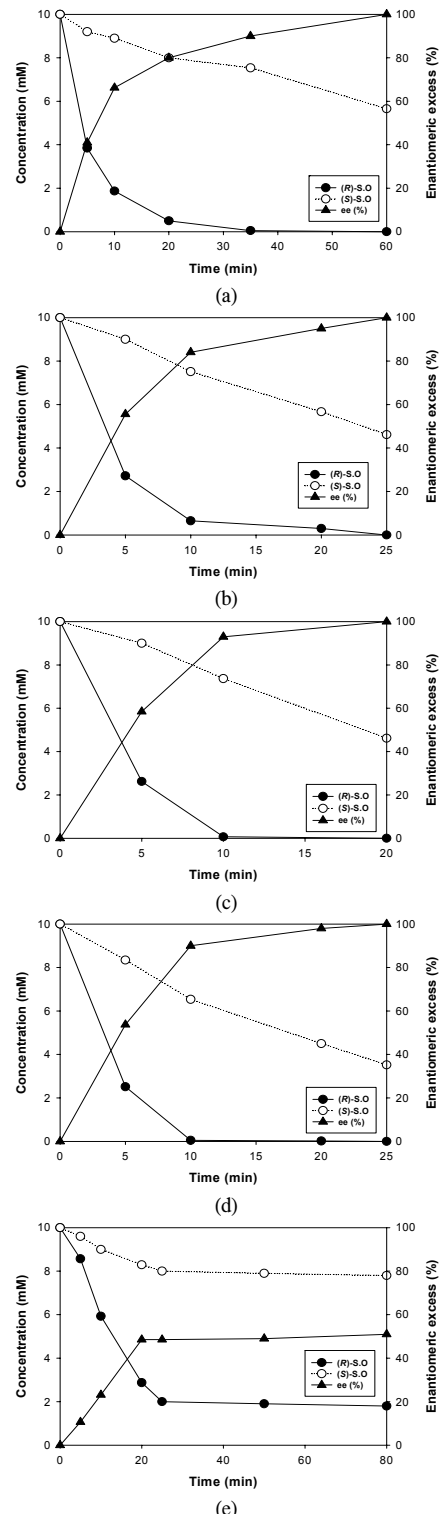 Concentration (mM)
Enantiomeric excess (%)
10 100
8 80
6 60
4 40
2 20
0 0
(R)-S.O
(S)-S.O
ee (%)
0 10 20 30 40 50 60
Time (min)
(a)
Concentration (mM)
Enantiomeric excess (%)
10 100
8 80
6 60
4 40
2 20
0 0
(R)-S.O
(S)-S.O
ee (%)
0 5 10 15 20 25
Time (min)
(b)
Concentration (mM)
Enantiomeric excess (%)
10 100
8 80
6 60
4 40
2 20
0 0
(R)-S.O
(S)-S.O
ee (%)
0 5 10 15 20
Time (min)
(c)
Concentration (mM)
Enantiomeric excess (%)
10 100
8 80
6 60
4 40
2 20
0 0
(R)-S.O
(S)-S.O
ee (%)
0 5 10 15 20 25
Time (min)
(d)
Concentration (mM)
Enantiomeric excess (%)
10 100
8 80
6 60
4 40
2 20
0 0
(R)-S.O
(S)-S.O
ee (%)
0 20 40 60 80
Time (min)
(e)